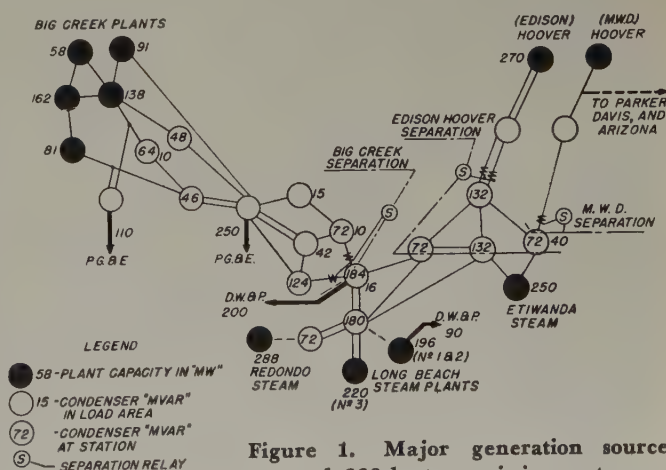 BIG CREEK PLANTS
58
91
162
138
81
64
10
48
46
110
P.G.&E.
250
P.G.&E.
15
72
10
42
124
BIG CREEK
SEPARATION
S
EDISON HOOVER
SEPARATION
S
(EDISON)
HOOVER
270
(M.W.D.)
HOOVER
TO PARKER
DAVIS, AND
ARIZONA
132
M.W.D.
SEPARATION
S
72
40
72
132
184
16
D.W.&P.
200
250
ETIWANDA
STEAM
180
D.W.&P.
90
72
288
REDONDO
STEAM
196
(Nº 1&2)
LONG BEACH
STEAM PLANTS
220
(Nº 3)
LEGEND
58-PLANT CAPACITY IN "MW"
15-CONDENSER "MVAR"
IN LOAD AREA
72 -CONDENSER "MVAR"
AT STATION
S - SEPARATION RELAY
Figure 1. Major generation source